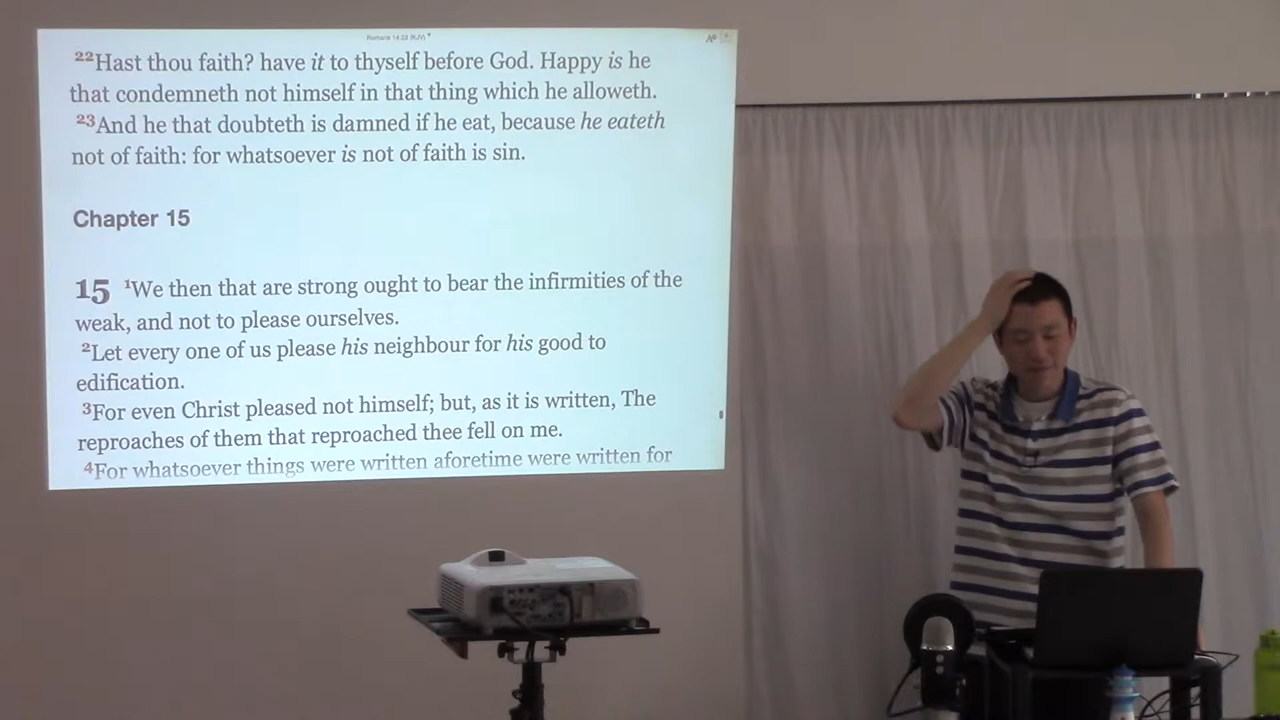 Romans 14:22 (KJV)
22Hast thou faith? have it to thyself before God. Happy is he
that condemneth not himself in that thing which he alloweth.
23And he that doubteth is damned if he eat, because he eateth
not of faith: for whatsoever is not of faith is sin.
Chapter 15
15 1We then that are strong ought to bear the infirmities of the
weak, and not to please ourselves.
2Let every one of us please his neighbour for his good to
edification.
3For even Christ pleased not himself; but, as it is written, The
reproaches of them that reproached thee fell on me.
4For whatsoever things were written aforetime were written for